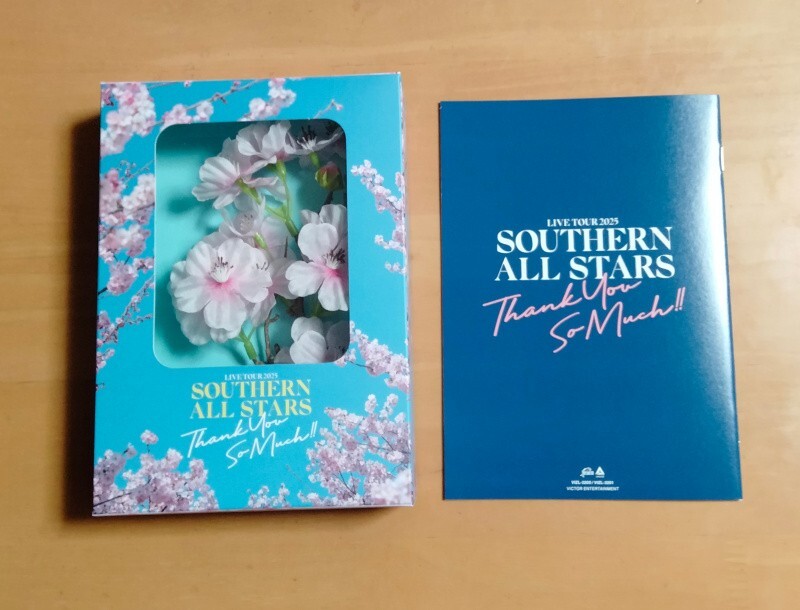 LIVE TOUR 2025
SOUTHERN
ALL STARS
Thank You
So Much!!
LIVE TOUR 2025
SOUTHERN
ALL STARS
Thank You
So Much!!
VICTOR ENTERTAINMENT